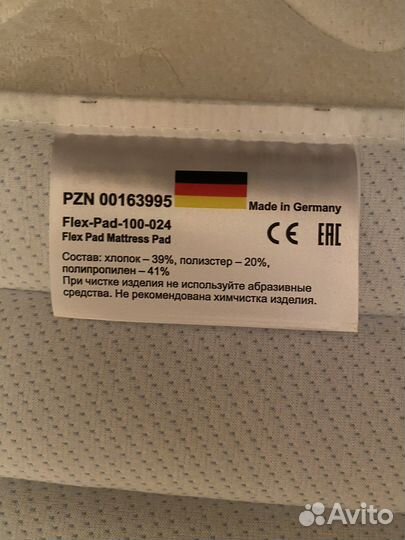 PZN 00163995
Made in Germany
Flex-Pad-100-024
Flex Pad Mattress Pad
CE EAC
Состав: хлопок – 39%, полиэстер – 20%,
полипропилен – 41%
При чистке изделия не используйте абразивные
средства. Не рекомендована химчистка изделия.
Avito